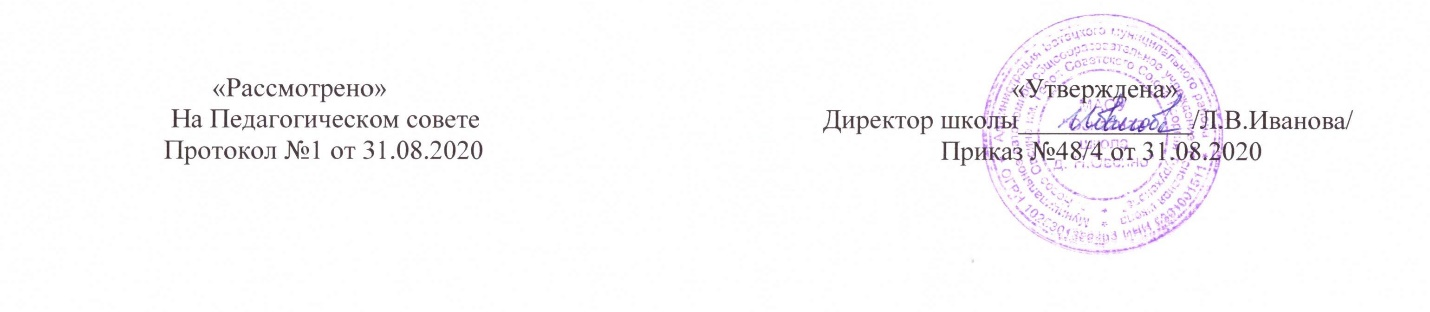 «Рассмотрено»
На Педагогическом совете
Протокол №1 от 31.08.2020
«Утверждена»
Директор школы /Л.В.Иванова/
Приказ №48/4 от 31.08.2020